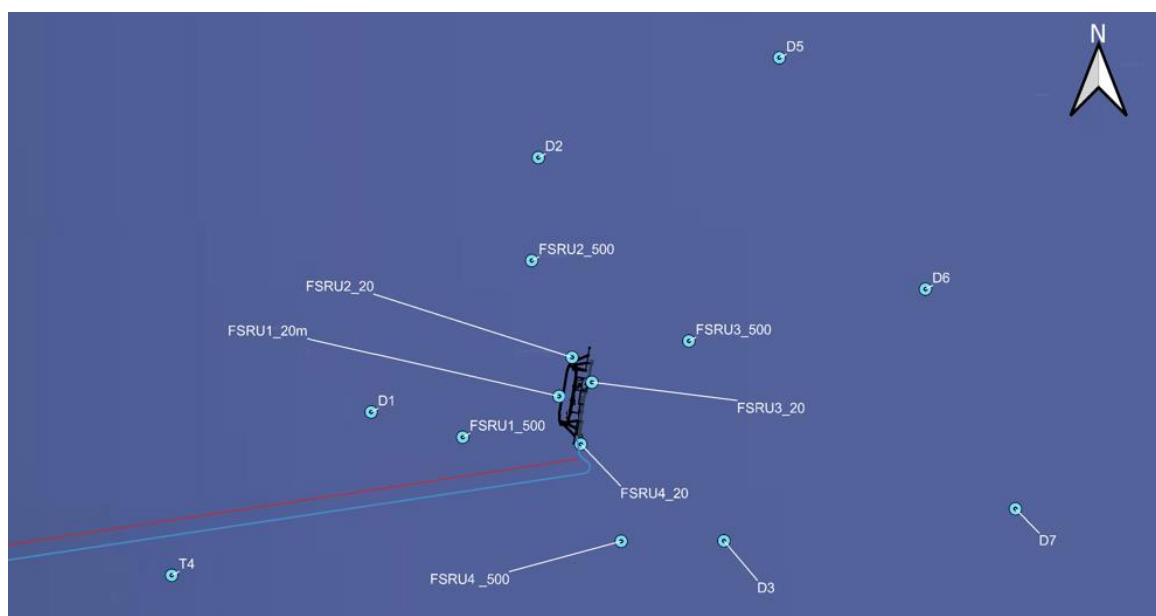 N
D5
D2
FSRU2_500
FSRU2_20
D6
FSRU1_20m
FSRU3_500
D1
FSRU3_20
FSRU1_500
FSRU4_20
D7
T4
FSRU4 _500
D3